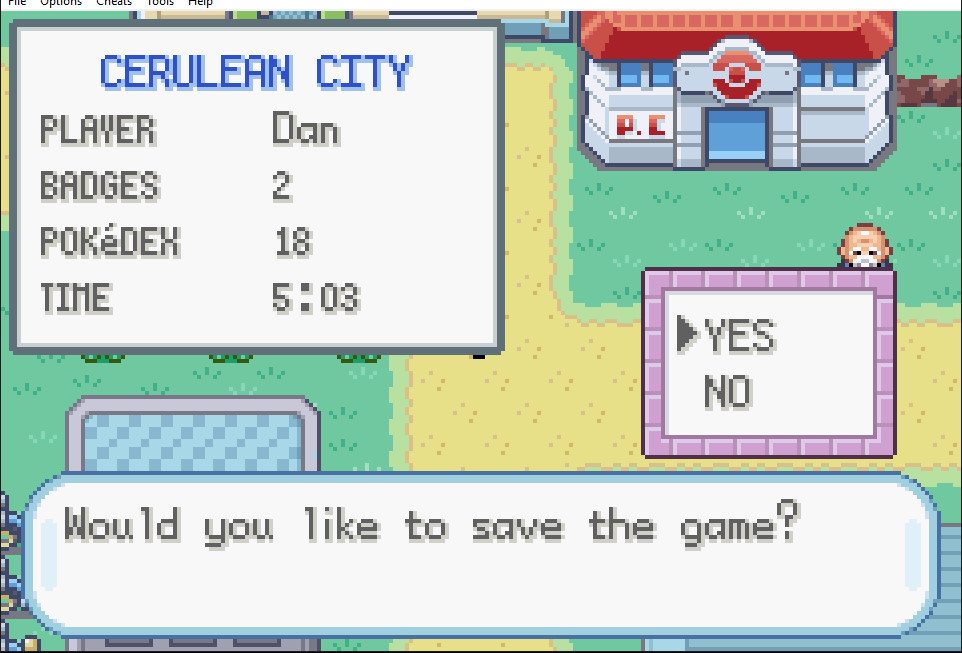 File Options Cheats Tools Help
CERULEAN CITY
PLAYER Dan
BADGES 2
POKéDEX 18
TIME 5:03
P.C
▶YES
NO
Would you like to save the game?